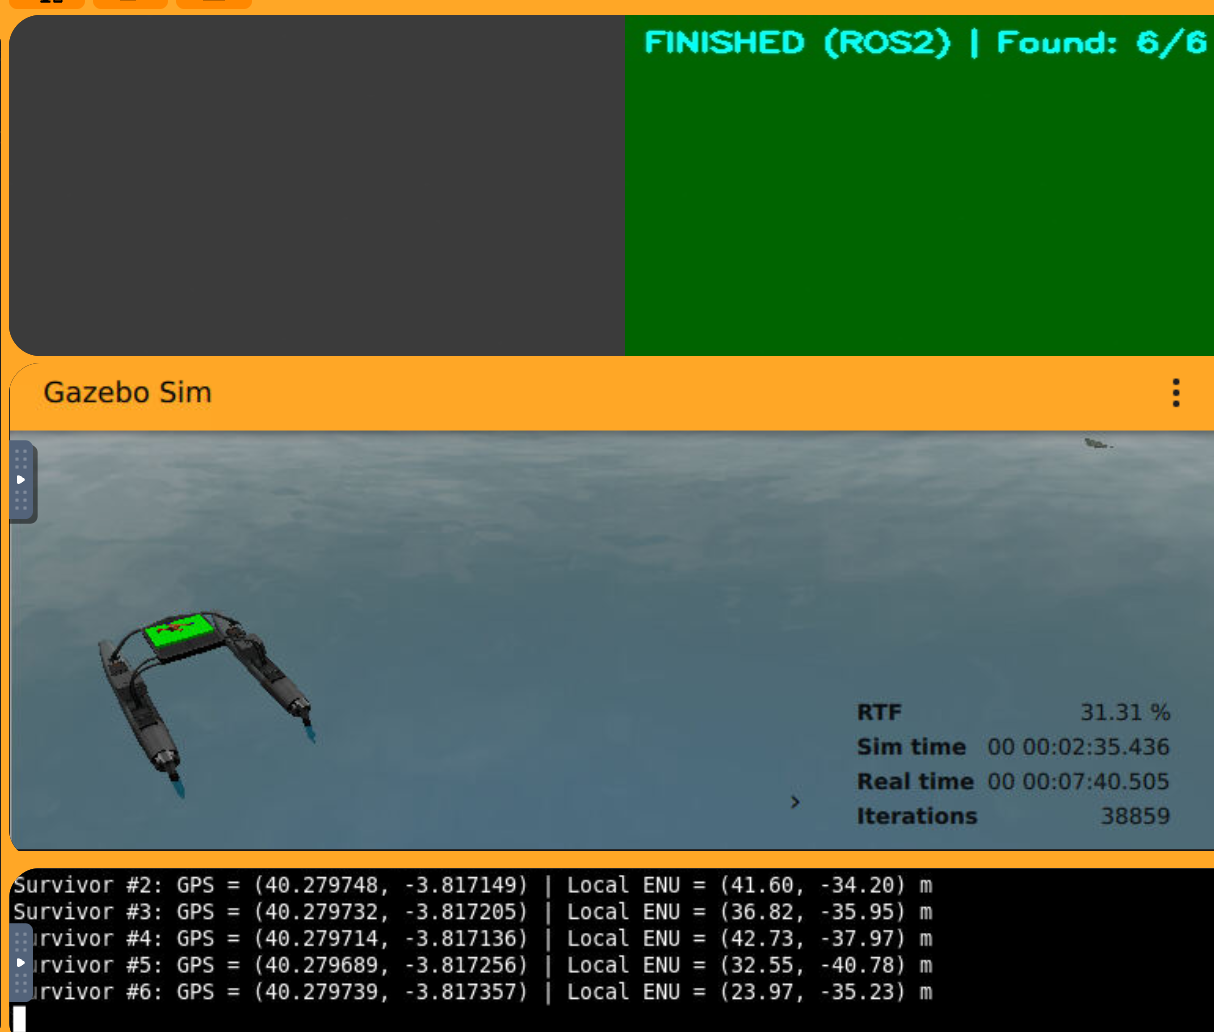 FINISHED (ROS2) | Found: 6/6
Gazebo Sim
RTF 31.31 %
Sim time 00 00:02:35.436
Real time 00 00:07:40.505
Iterations 38859
Survivor #2: GPS = (40.279748, -3.817149) | Local ENU = (41.60, -34.20) m
Survivor #3: GPS = (40.279732, -3.817205) | Local ENU = (36.82, -35.95) m
urvivor #4: GPS = (40.279714, -3.817136) | Local ENU = (42.73, -37.97) m
urvivor #5: GPS = (40.279689, -3.817256) | Local ENU = (32.55, -40.78) m
urvivor #6: GPS = (40.279739, -3.817357) | Local ENU = (23.97, -35.23) m